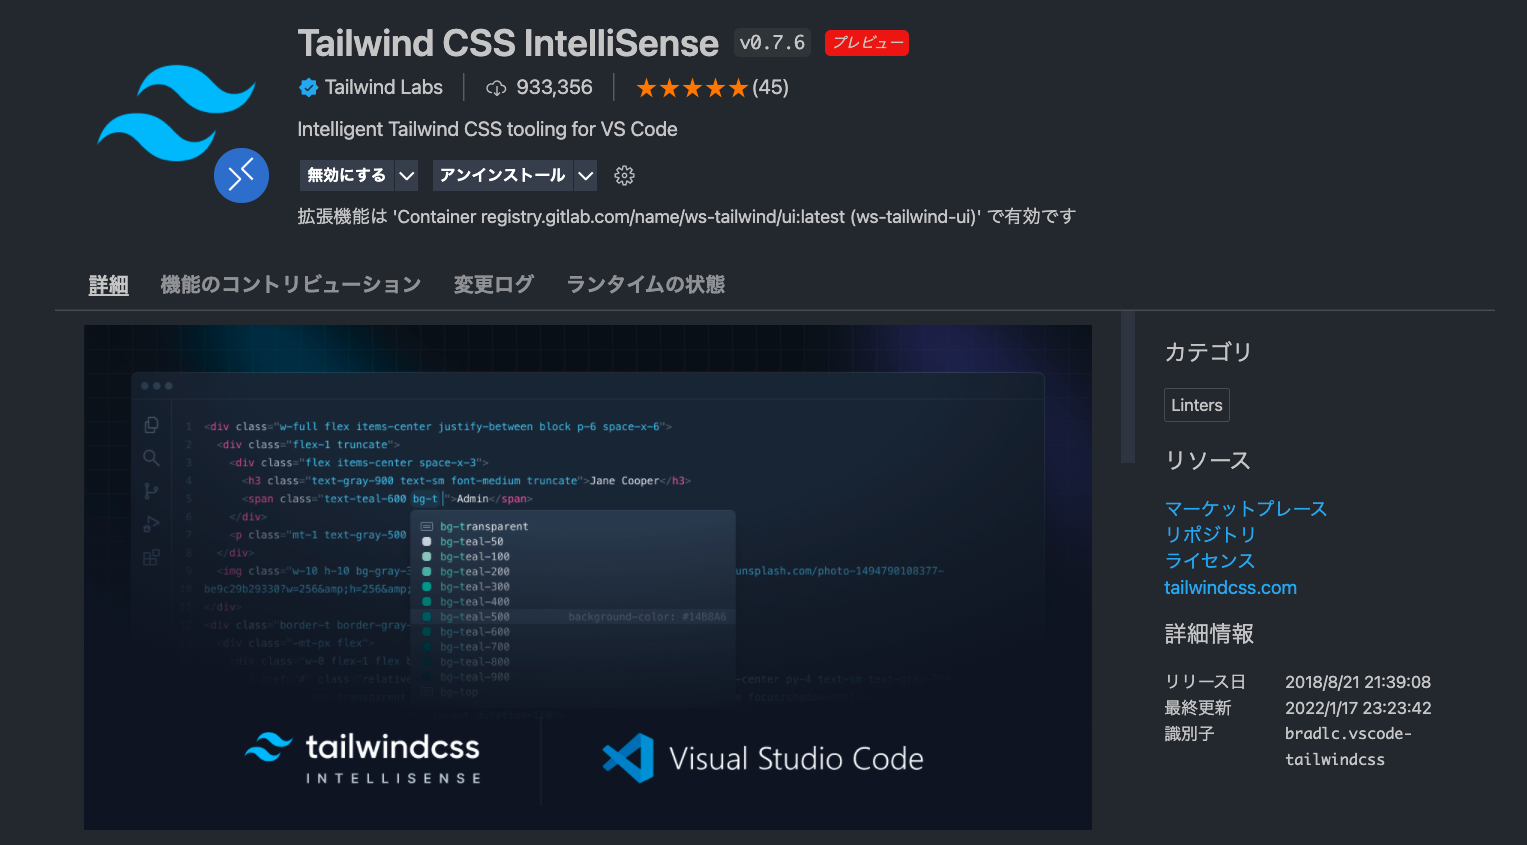 Tailwind CSS IntelliSense v0.7.6 プレビュー
Tailwind Labs 933,356 (45)
Intelligent Tailwind CSS tooling for VS Code
無効にする アンインストール
拡張機能は 'Container registry.gitlab.com/name/ws-tailwind/ui:latest (ws-tailwind-ui)' で有効です
詳細 機能のコントリビューション 変更ログ ランタイムの状態
1 <div class="w-full flex items-center justify-between block p-6 space-x-6">
2 <div class="flex-1 truncate">
3 <div class="flex items-center space-x-3">
4 <h3 class="text-gray-900 text-sm font-medium truncate">Jane Cooper</h3>
5 <span class="text-teal-600 bg-t ">Admin</span>
6 </div>
7 <p class="mt-1 text-gray-500
8 </div>
9 <img class="w-10 h-10 bg-gray-3 unsplash.com/photo-1494790108377-
10 be9c29b29330?w=256&amp;h=256&amp;
11 </div>
<div class="border-t border-gray-
<div class="-mt-px flex">
<div class="w-0 flex-1 flex b
class="relative -center py-4 text-sm text-gray-
bg-transparent
bg-teal-50
bg-teal-100
bg-teal-200
bg-teal-300
bg-teal-400
bg-teal-500 background-color: #14B8A6
bg-teal-600
bg-teal-700
bg-teal-800
bg-teal-900
bg-top
tailwindcss
INTELLISENSE
Visual Studio Code
カテゴリ
Linters
リソース
マーケットプレース
リポジトリ
ライセンス
tailwindcss.com
詳細情報
リリース日 2018/8/21 21:39:08
最終更新 2022/1/17 23:23:42
識別子 bradlc.vscode-
tailwindcss